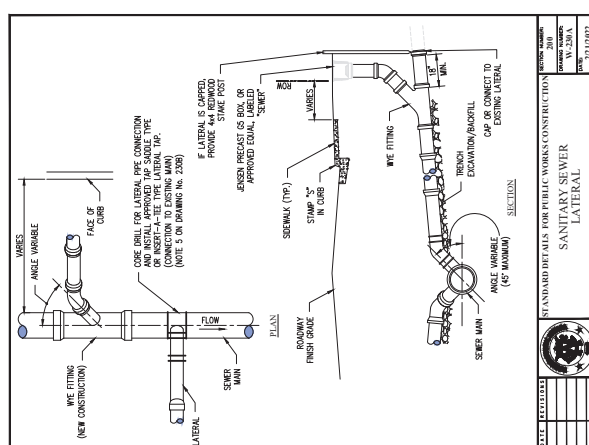 VARIES
ANGLE VARIABLE
FACE OF
CURB
CORE DRILL FOR LATERAL PIPE CONNECTION
AND INSTALL APPROVED TAP SADDLE TYPE
OR INSERT-A-TEE TYPE LATERAL TAP.
(CONNECTION TO EXISTING MAIN)
(NOTE 5 ON DRAWING No. 230B)
FLOW
WYE FITTING
(NEW CONSTRUCTION)
SEWER
MAIN
LATERAL
PLAN
IF LATERAL IS CAPPED,
PROVIDE 4x4 REDWOOD
STAKE POST
JENSEN PRECAST G5 BOX, OR
APPROVED EQUAL, LABELED
"SEWER"
ROW
VARIES
SIDEWALK (TYP.)
STAMP "S"
IN CURB
ROADWAY
FINISH GRADE
18"
MIN.
CAP OR CONNECT TO
EXISTING LATERAL
WYE FITTING
TRENCH
EXCAVATION/BACKFILL
ANGLE VARIABLE
(45° MAXIMUM)
SEWER MAIN
SECTION
STANDARD DETAILS FOR PUBLIC WORKS CONSTRUCTION
SANITARY SEWER
LATERAL
SECTION NUMBER:
200
DRAWING NUMBER:
W-230A
DATE:
REVISIONS